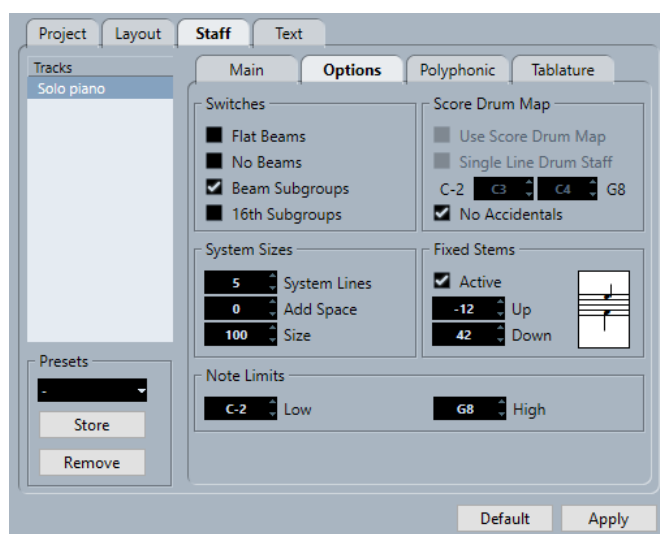 Project Layout Staff Text
Tracks
Solo piano
Main Options Polyphonic Tablature
Switches
Flat Beams
No Beams
Beam Subgroups
16th Subgroups
Score Drum Map
Use Score Drum Map
Single Line Drum Staff
C-2 C3 C4 G8
No Accidentals
System Sizes
5 System Lines
0 Add Space
100 Size
Fixed Stems
Active
-12 Up
42 Down
Note Limits
C-2 Low
G8 High
Presets
-
Store
Remove
Default Apply